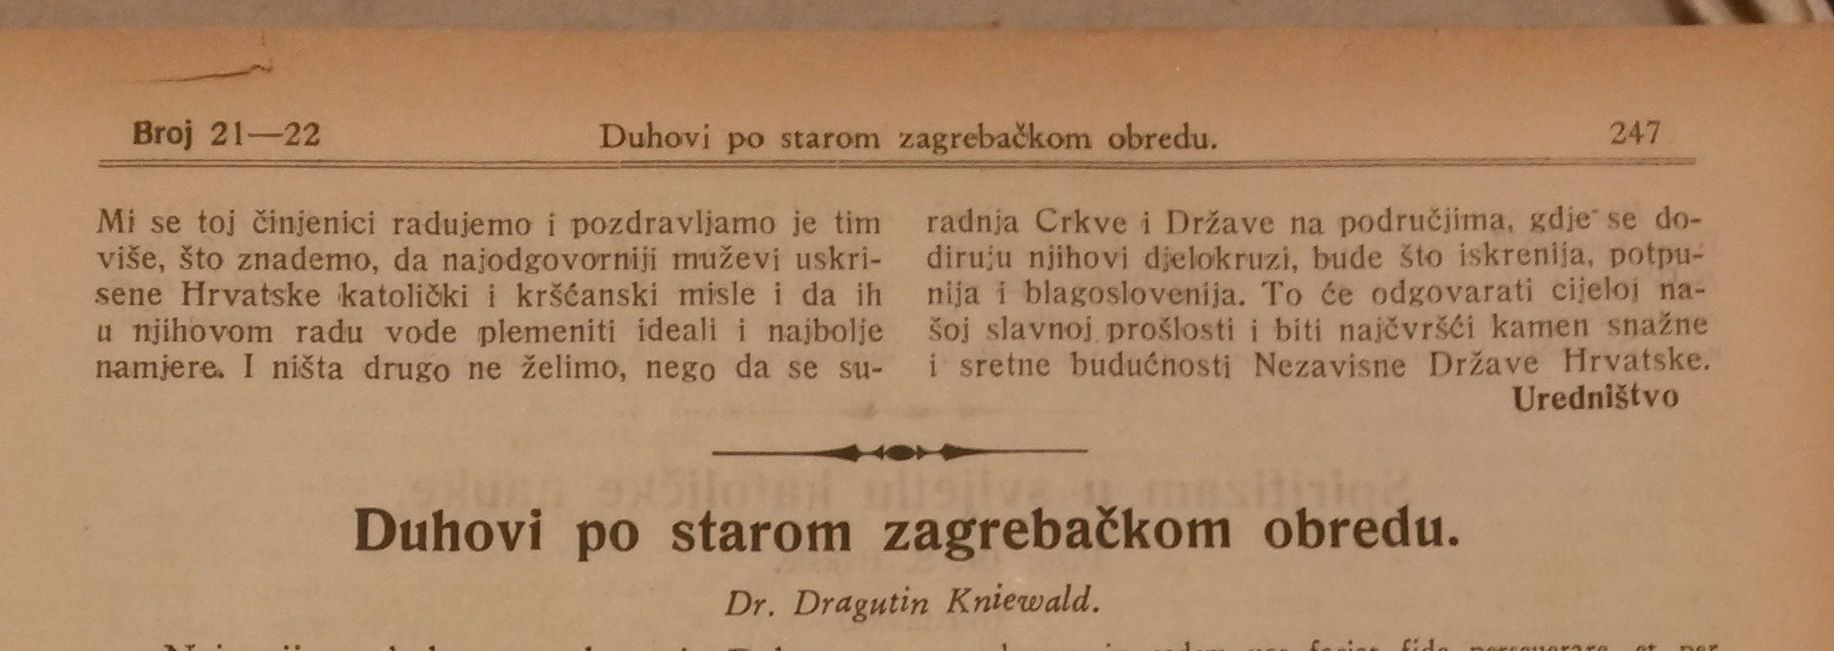 Broj 21—22
Duhovi po starom zagrebačkom obredu.
247
Mi se toj činjenici radujemo i pozdravljamo je tim
više, što znademo, da najodgovorniji muževi uskri-
sene Hrvatske katolički i kršćanski misle i da ih
u njihovom radu vode plemeniti ideali i najbolje
namjere. I ništa drugo ne želimo, nego da se su-
radnja Crkve i Države na područjima, gdje se do-
diruju njihovi djelokruzi, bude što iskrenija, potpu-
nija i blagoslovenija. To će odgovarati cijeloj na-
šoj slavnoj prošlosti i biti najčvršći kamen snažne
i sretne budućnosti Nezavisne Države Hrvatske.
Uredništvo
Duhovi po starom zagrebačkom obredu.
Dr. Dragutin Kniewald.
fide perseverare et per